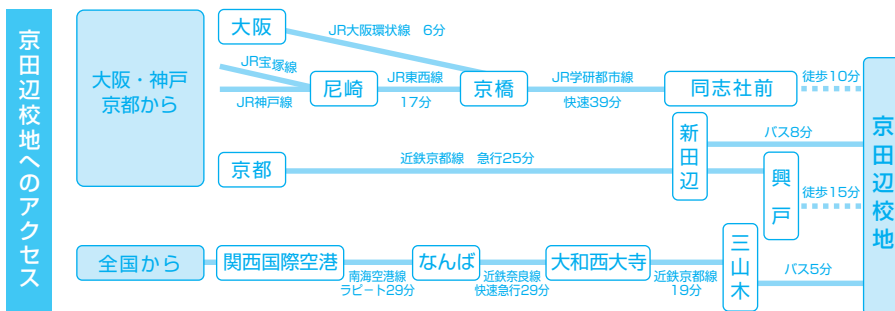 京田辺校地へのアクセス
大阪・神戸
京都から
大阪
JR大阪環状線 6分
JR宝塚線
JR神戸線
尼崎
JR東西線
17分
京橋
JR学研都市線
快速39分
同志社前
徒歩10分
京都
近鉄京都線 急行25分
新田辺
バス8分
興戸
徒歩15分
京田辺校地
全国から
関西国際空港
南海空港線
ラピート29分
なんば
近鉄奈良線
快速急行29分
大和西大寺
近鉄京都線
19分
三山木
バス5分